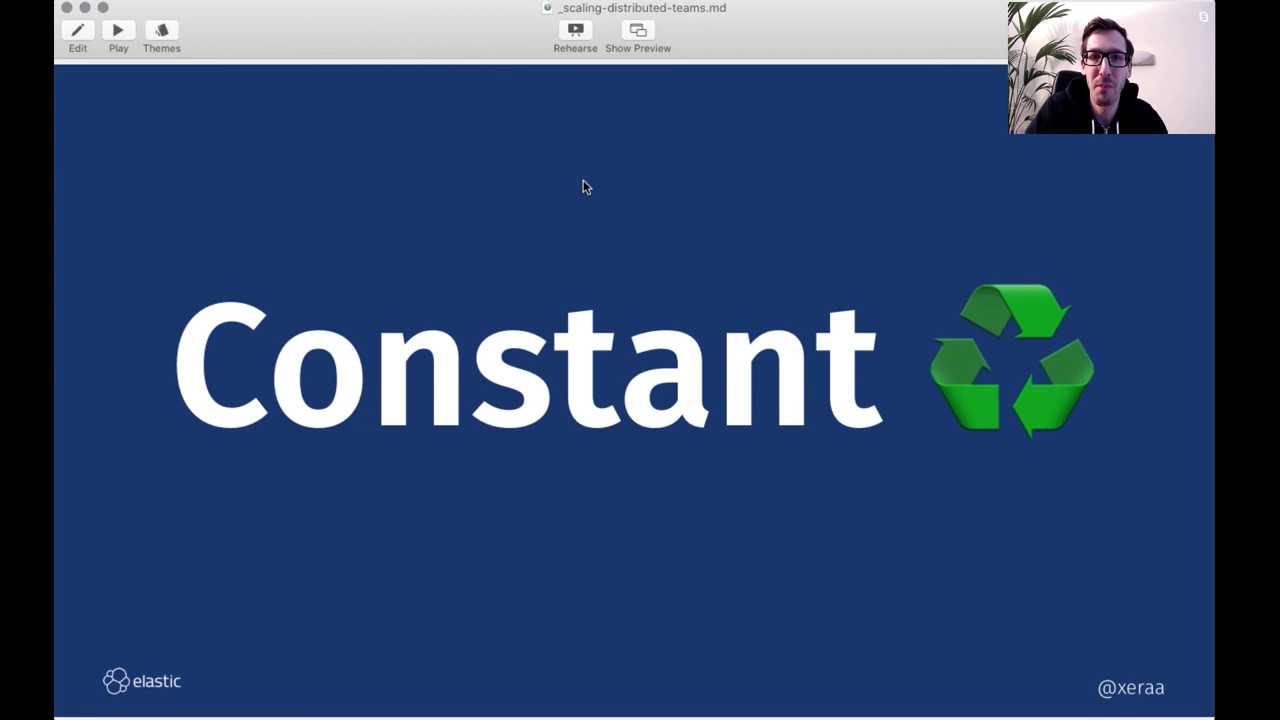 _scaling-distributed-teams.md
Edit Play Themes Rehearse Show Preview
Constant
elastic
@xeraa